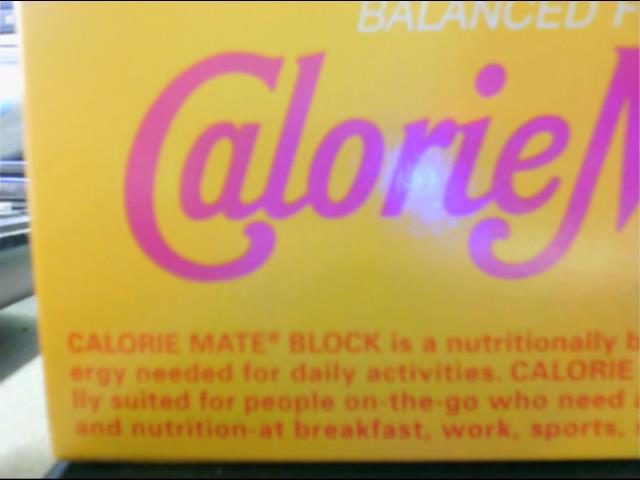 BALANCED F
CalorieM
CALORIE MATE® BLOCK is a nutritionally b
ergy needed for daily activities. CALORIE
lly suited for people on-the-go who need a
and nutrition-at breakfast, work, sports,